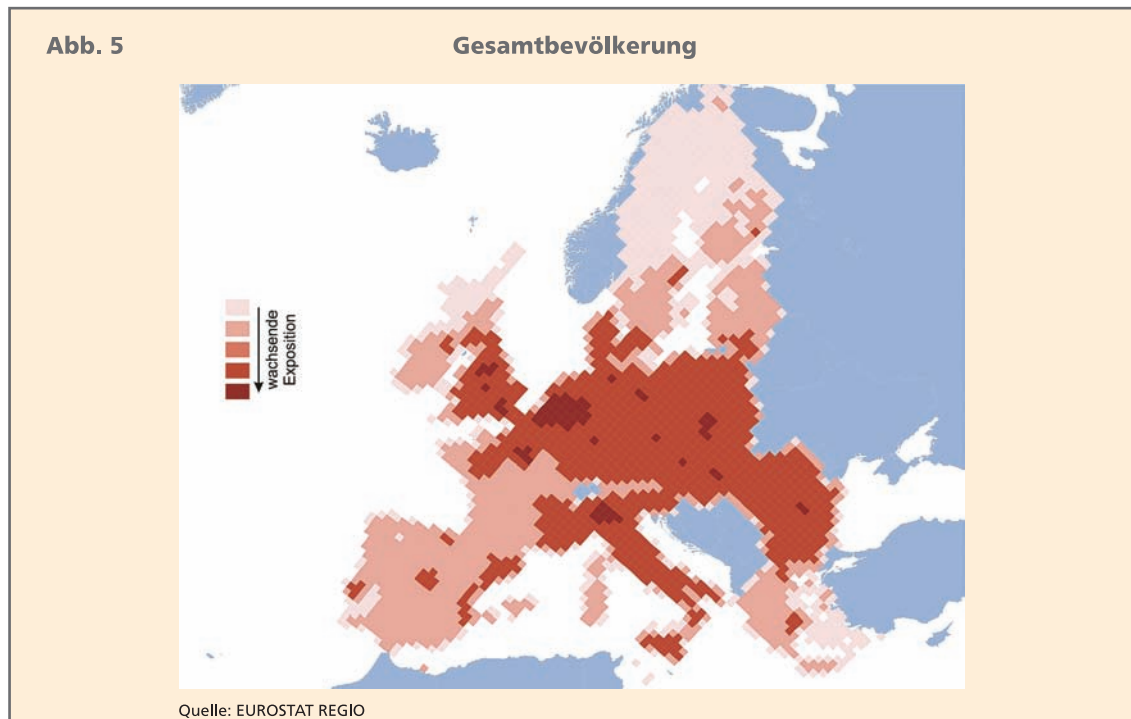 Abb. 5
Gesamtbevölkerung
wachsende
Exposition
Quelle: EUROSTAT REGIO